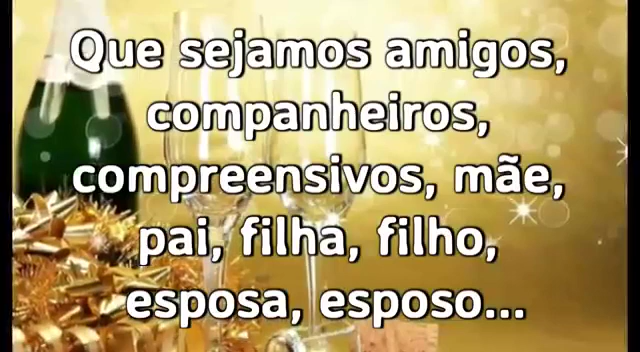 Que sejamos amigos,
companheiros,
compreensivos, mãe,
pai, filha, filho,
esposa, esposo...